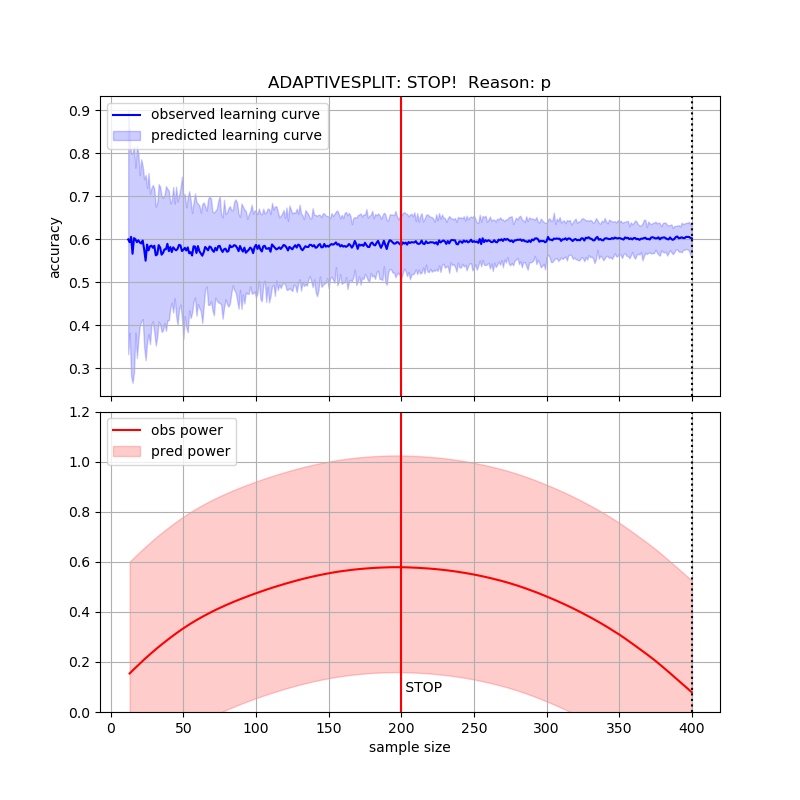 ADAPTIVESPLIT: STOP!  Reason: p
observed learning curve
predicted learning curve
0.9
0.8
0.7
0.6
0.5
0.4
0.3
accuracy
obs power
pred power
1.2
1.0
0.8
0.6
0.4
0.2
0.0
STOP
0 50 100 150 200 250 300 350 400
sample size